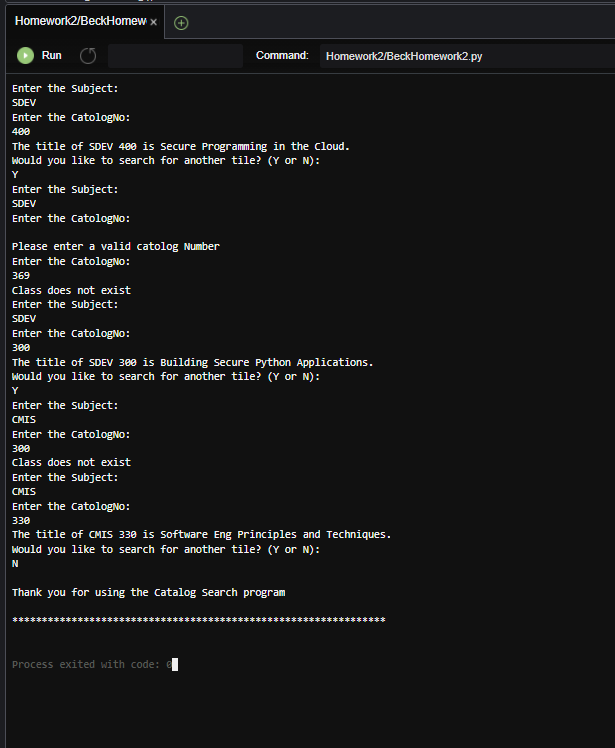 Homework2/BeckHomew
Run
Command:
Homework2/BeckHomework2.py
Enter the Subject:
SDEV
Enter the CatologNo:
400
The title of SDEV 400 is Secure Programming in the Cloud.
Would you like to search for another tile? (Y or N):
Y
Enter the Subject:
SDEV
Enter the CatologNo:
Please enter a valid catolog Number
Enter the CatologNo:
369
Class does not exist
Enter the Subject:
SDEV
Enter the CatologNo:
300
The title of SDEV 300 is Building Secure Python Applications.
Would you like to search for another tile? (Y or N):
Y
Enter the Subject:
CMIS
Enter the CatologNo:
300
Class does not exist
Enter the Subject:
CMIS
Enter the CatologNo:
330
The title of CMIS 330 is Software Eng Principles and Techniques.
Would you like to search for another tile? (Y or N):
N
Thank you for using the Catalog Search program
***************************************************************
Process exited with code: 0